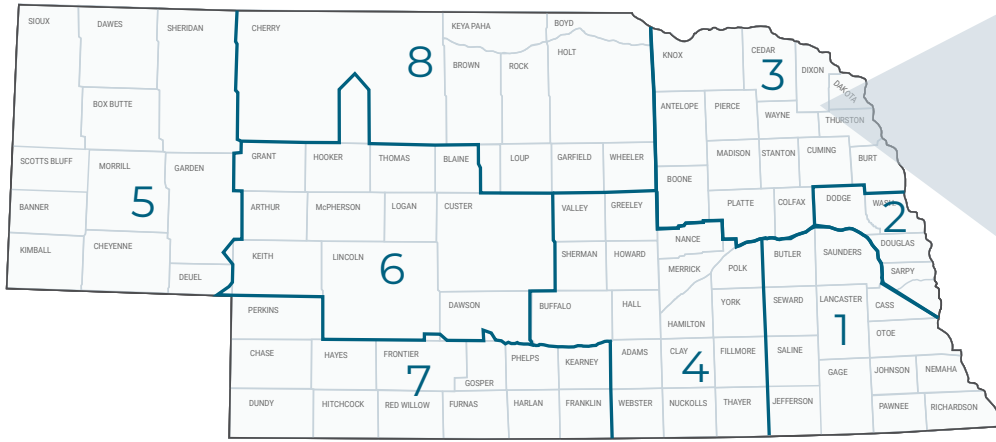 SIOUX
DAWES
SHERIDAN
CHERRY
KEYA PAHA
BOYD
8
BROWN
ROCK
HOLT
KNOX
CEDAR
3
DIXON
DAKOTA
BOX BUTTE
ANTELOPE
PIERCE
WAYNE
THURSTON
SCOTTS BLUFF
MORRILL
GARDEN
GRANT
HOOKER
THOMAS
BLAINE
LOUP
GARFIELD
WHEELER
MADISON
STANTON
CUMING
BURT
BOONE
5
BANNER
ARTHUR
McPHERSON
LOGAN
CUSTER
VALLEY
GREELEY
PLATTE
COLFAX
DODGE
WASH
2
KIMBALL
CHEYENNE
DEUEL
KEITH
LINCOLN
6
SHERMAN
HOWARD
NANCE
MERRICK
POLK
BUTLER
SAUNDERS
DOUGLAS
SARPY
PERKINS
DAWSON
BUFFALO
HALL
HAMILTON
YORK
SEWARD
LANCASTER
CASS
1
OTOE
CHASE
HAYES
FRONTIER
7
GOSPER
PHELPS
KEARNEY
ADAMS
CLAY
4
FILLMORE
SALINE
GAGE
JOHNSON
NEMAHA
DUNDY
HITCHCOCK
RED WILLOW
FURNAS
HARLAN
FRANKLIN
WEBSTER
NUCKOLLS
THAYER
JEFFERSON
PAWNEE
RICHARDSON